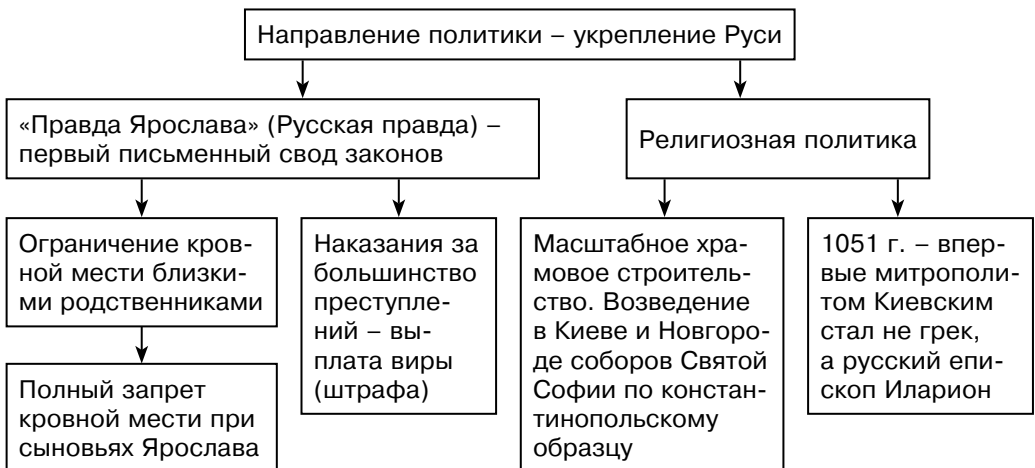 Направление политики – укрепление Руси
«Правда Ярослава» (Русская правда) –
первый письменный свод законов
Религиозная политика
Ограничение кров-
ной мести близки-
ми родственниками
Наказания за
большинство
преступле-
ний – вы-
плата виры
(штрафа)
Масштабное хра-
мовое строитель-
ство. Возведение
в Киеве и Новгоро-
де соборов Святой
Софии по констан-
тинопольскому
образцу
1051 г. – впер-
вые митрополи-
том Киевским
стал не грек,
а русский епи-
скоп Иларион
Полный запрет
кровной мести при
сыновьях Ярослава